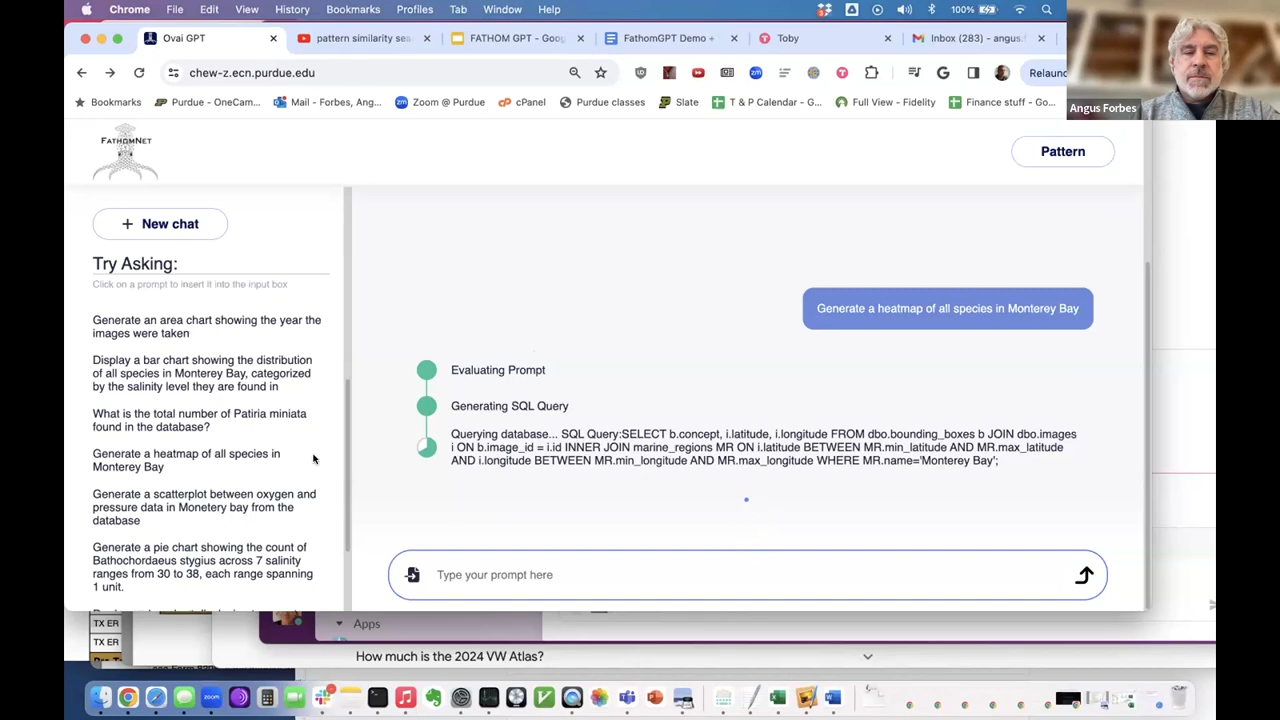 Chrome File Edit View History Bookmarks Profiles Tab Window Help 100%
Ovai GPT
pattern similarity sea
FATHOM GPT - Goog
FathomGPT Demo +
Toby
Inbox (283) - angus.f
Angus Forbes
chew-z.ecn.purdue.edu
Relaun
Bookmarks
Purdue - OneCam...
Mail - Forbes, Ang...
Zoom @ Purdue
cPanel
Purdue classes
Slate
T & P Calendar - G...
Full View - Fidelity
Finance stuff - Go...
FATHOMNET
Pattern
+ New chat
Try Asking:
Click on a prompt to insert it into the input box
Generate an area chart showing the year the
images were taken
Display a bar chart showing the distribution
of all species in Monterey Bay, categorized
by the salinity level they are found in
What is the total number of Patiria miniata
found in the database?
Generate a heatmap of all species in
Monterey Bay
Generate a scatterplot between oxygen and
pressure data in Monetery bay from the
database
Generate a pie chart showing the count of
Bathochordaeus stygius across 7 salinity
ranges from 30 to 38, each range spanning
1 unit.
Generate a heatmap of all species in Monterey Bay
Evaluating Prompt
Generating SQL Query
Querying database... SQL Query:SELECT b.concept, i.latitude, i.longitude FROM dbo.bounding_boxes b JOIN dbo.images
i ON b.image_id = i.id INNER JOIN marine_regions MR ON i.latitude BETWEEN MR.min_latitude AND MR.max_latitude
AND i.longitude BETWEEN MR.min_longitude AND MR.max_longitude WHERE MR.name='Monterey Bay';
Type your prompt here
TX ER
TX ER
Apps
How much is the 2024 VW Atlas?